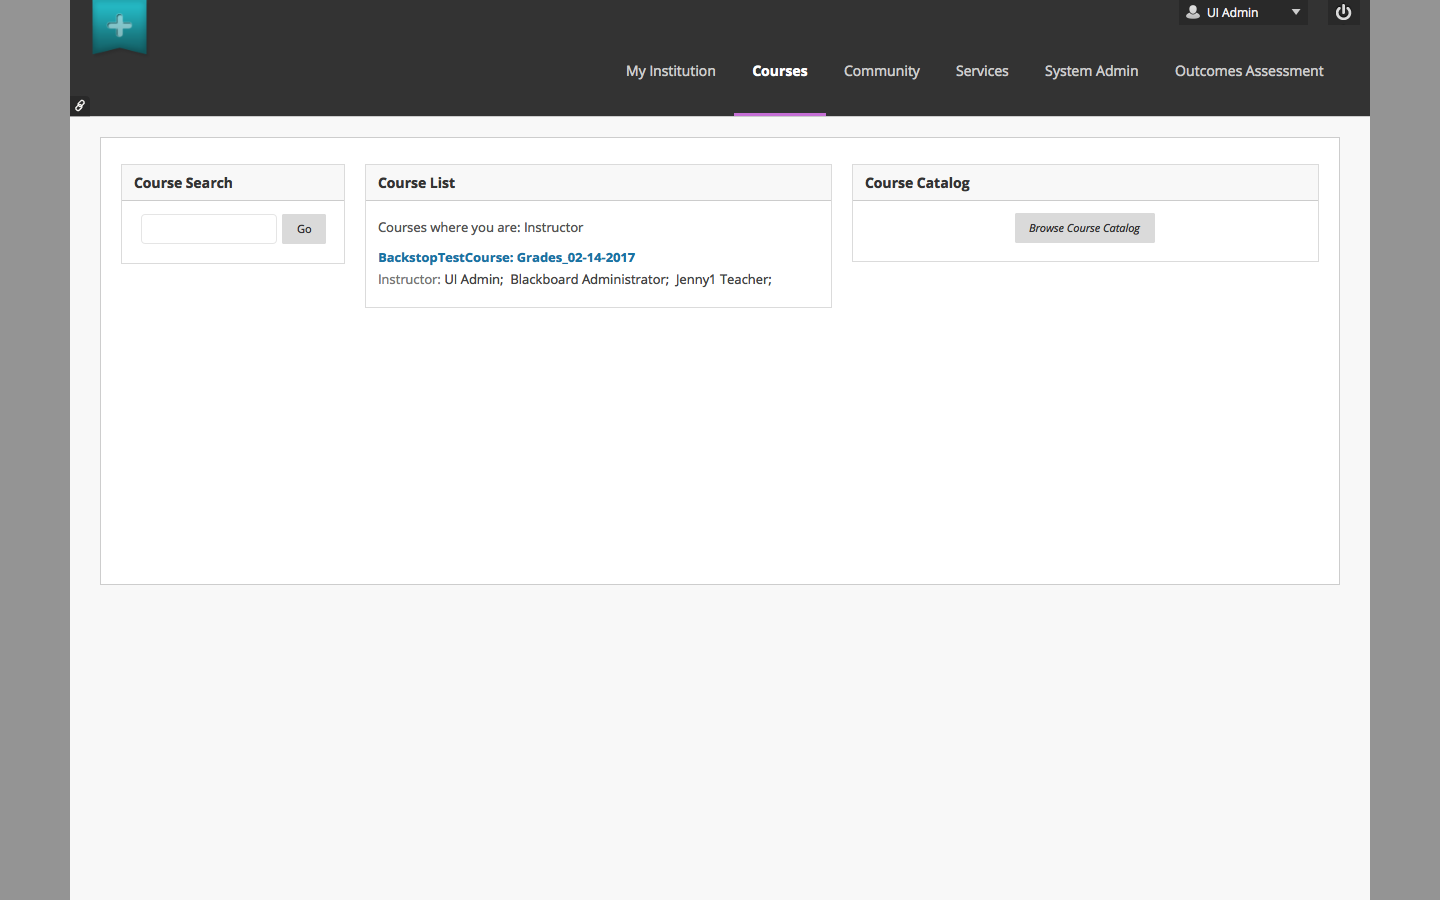 UI Admin
My Institution
Courses
Community
Services
System Admin
Outcomes Assessment
Course Search
Go
Course List
Courses where you are: Instructor
BackstopTestCourse: Grades_02-14-2017
Instructor: UI Admin;  Blackboard Administrator;  Jenny1 Teacher;
Course Catalog
Browse Course Catalog